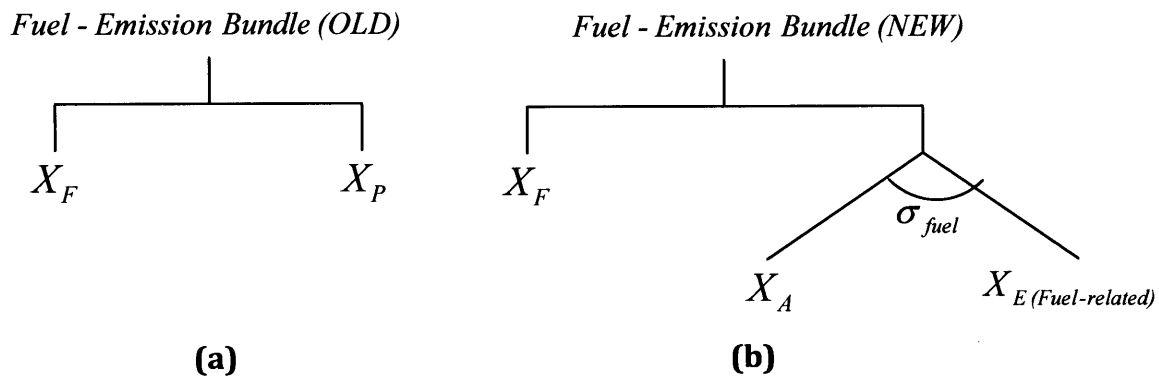 Fuel - Emission Bundle (OLD)
X_F
X_P
(a)
Fuel - Emission Bundle (NEW)
X_F
σ_fuel
X_A
X_E (Fuel-related)
(b)